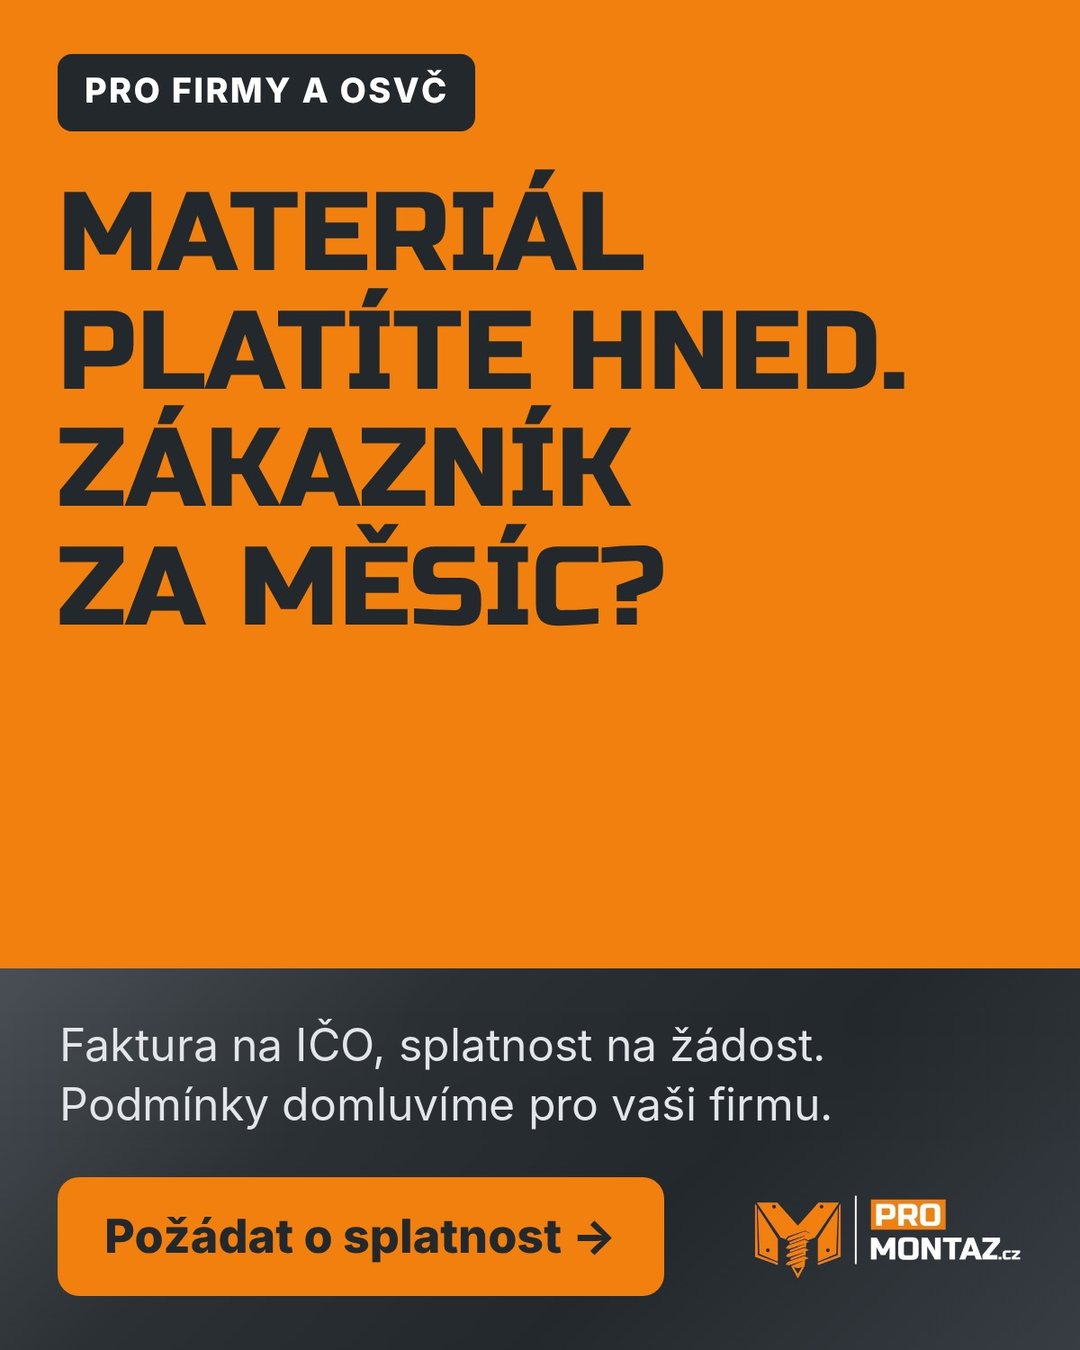 PRO FIRMY A OSVČ
MATERIÁL
PLATÍTE HNED.
ZÁKAZNÍK
ZA MĚSÍC?
Faktura na IČO, splatnost na žádost.
Podmínky domluvíme pro vaši firmu.
Požádat o splatnost →
PRO
MONTAZ.cz